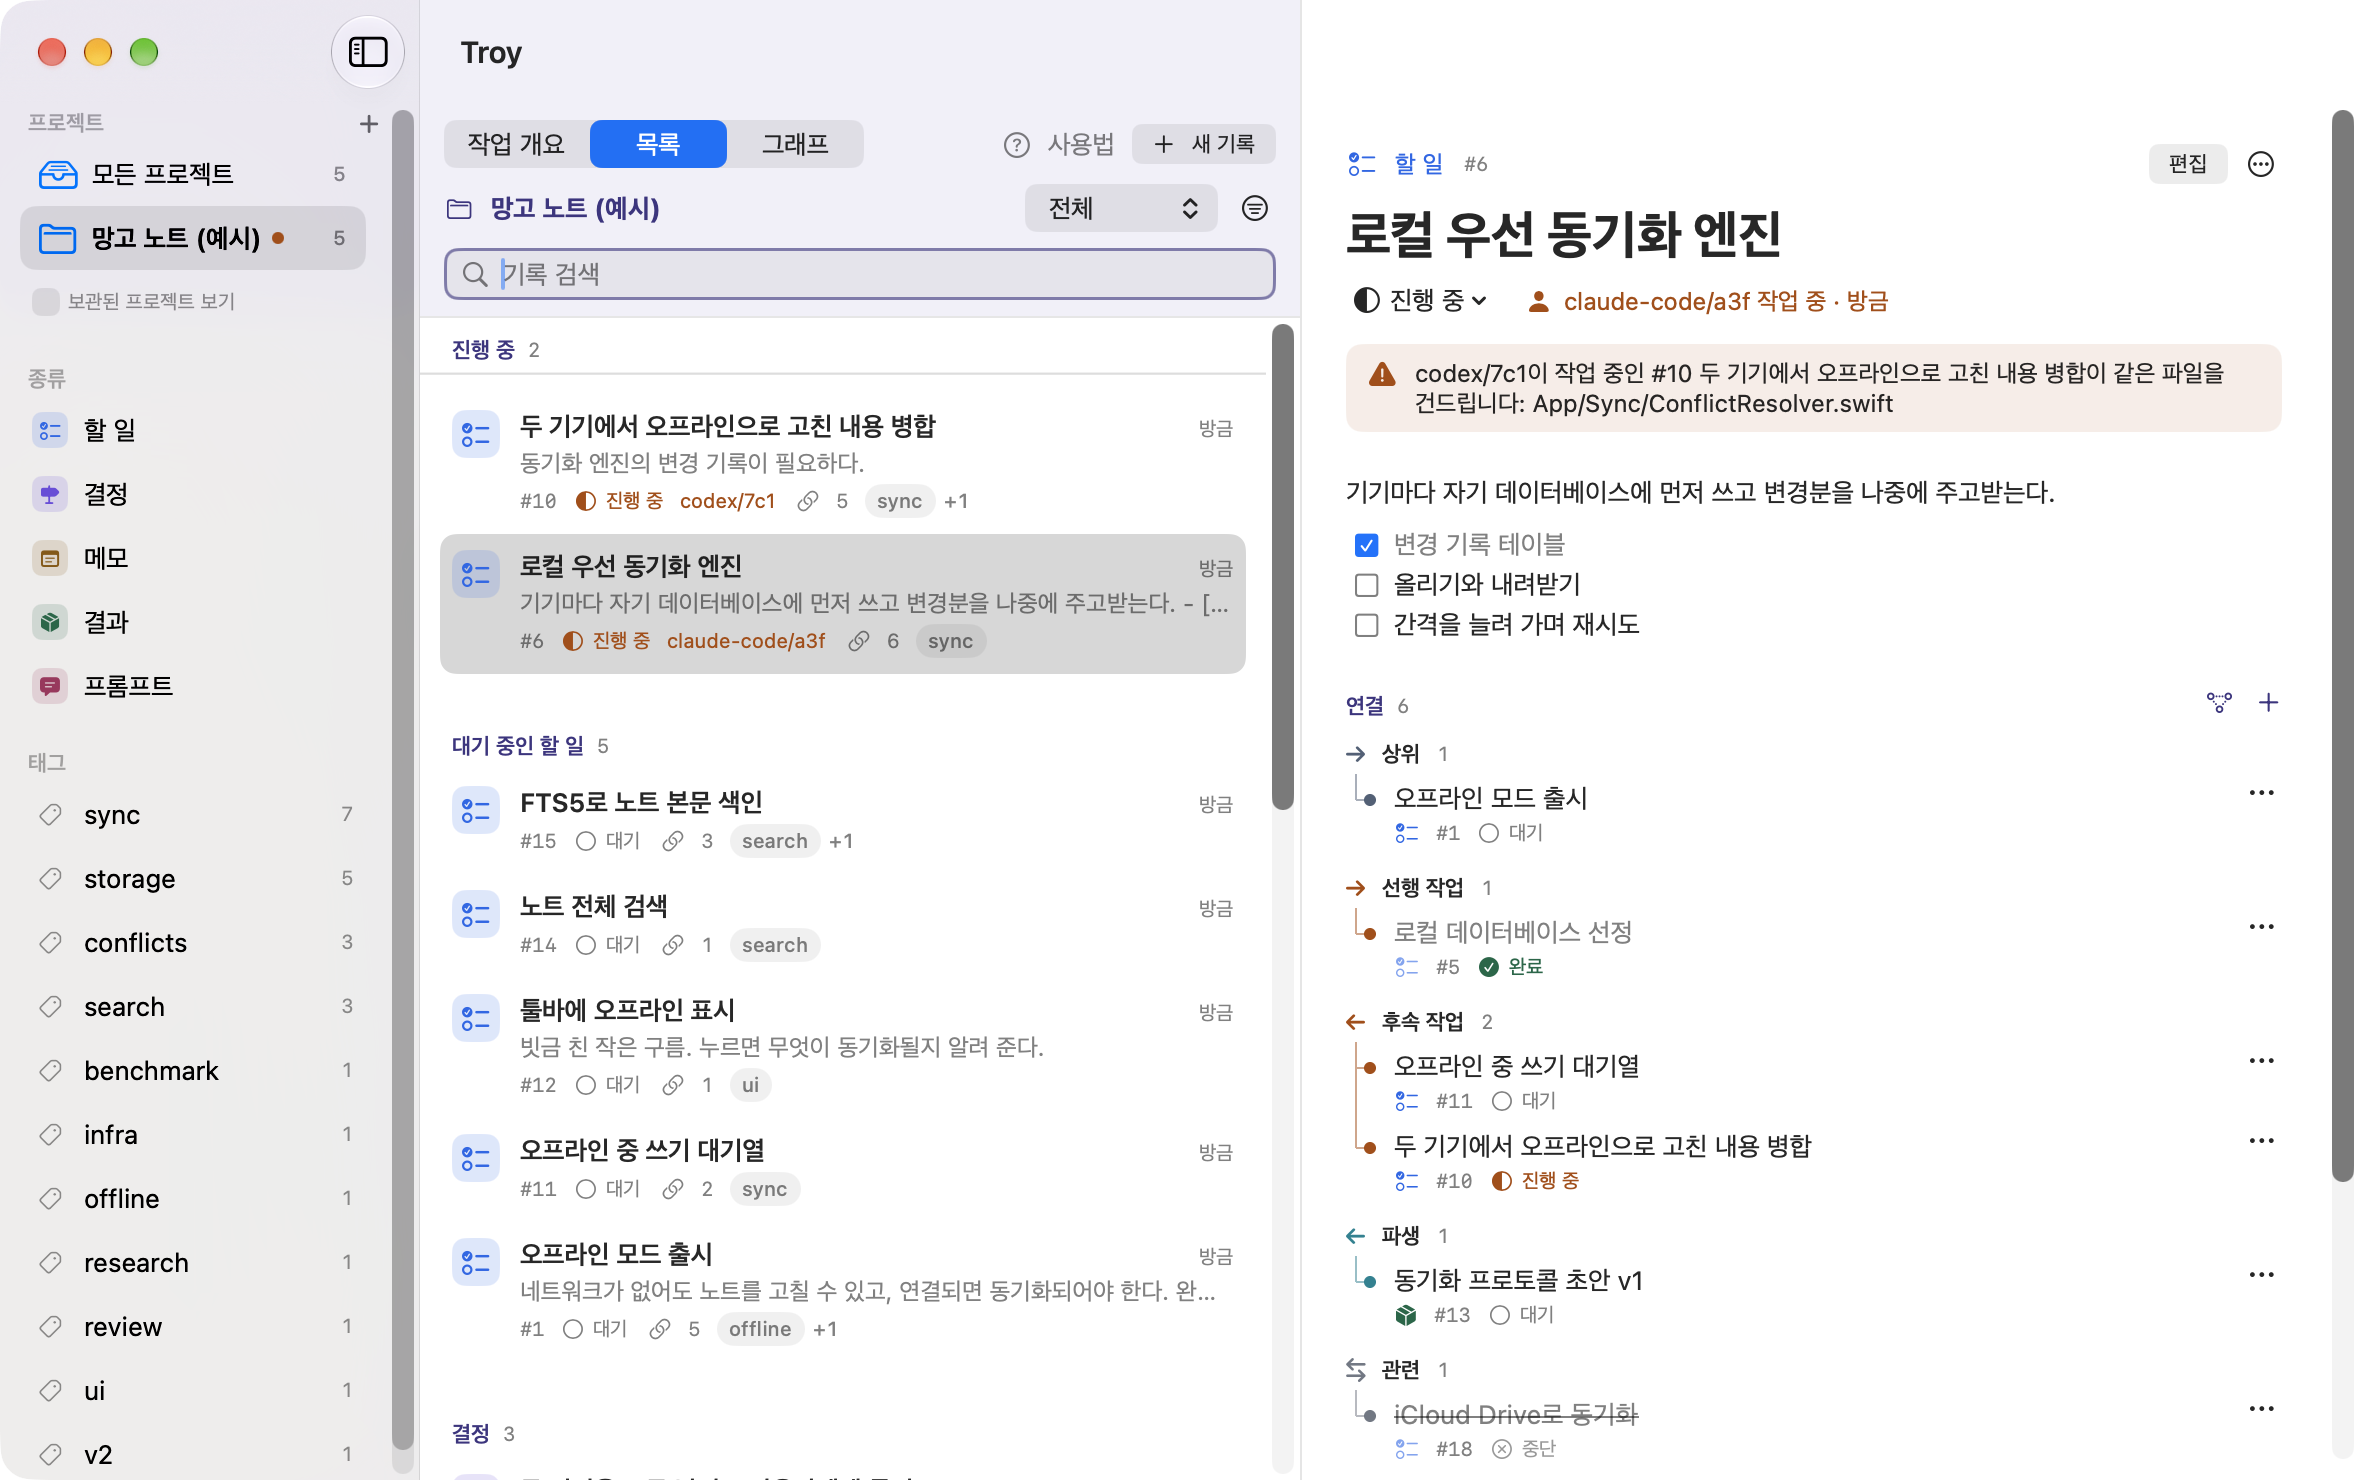 프로젝트
모든 프로젝트 5
망고 노트 (예시) 5
보관된 프로젝트 보기
종류
할 일
결정
메모
결과
프롬프트
태그
sync 7
storage 5
conflicts 3
search 3
benchmark 1
infra 1
offline 1
research 1
review 1
ui 1
v2 1
Troy
작업 개요 목록 그래프
사용법
새 기록
망고 노트 (예시)
전체
기록 검색
진행 중 2
두 기기에서 오프라인으로 고친 내용 병합 방금
동기화 엔진의 변경 기록이 필요하다.
#10 진행 중 codex/7c1 5 sync +1
로컬 우선 동기화 엔진 방금
기기마다 자기 데이터베이스에 먼저 쓰고 변경분을 나중에 주고받는다. - [...
#6 진행 중 claude-code/a3f 6 sync
대기 중인 할 일 5
FTS5로 노트 본문 색인 방금
#15 대기 3 search +1
노트 전체 검색 방금
#14 대기 1 search
툴바에 오프라인 표시 방금
빗금 친 작은 구름. 누르면 무엇이 동기화될지 알려 준다.
#12 대기 1 ui
오프라인 중 쓰기 대기열 방금
#11 대기 2 sync
오프라인 모드 출시 방금
네트워크가 없어도 노트를 고칠 수 있고, 연결되면 동기화되어야 한다. 완...
#1 대기 5 offline +1
결정 3
할 일 #6
편집
로컬 우선 동기화 엔진
진행 중 claude-code/a3f 작업 중 · 방금
codex/7c1이 작업 중인 #10 두 기기에서 오프라인으로 고친 내용 병합이 같은 파일을
건드립니다: App/Sync/ConflictResolver.swift
기기마다 자기 데이터베이스에 먼저 쓰고 변경분을 나중에 주고받는다.
변경 기록 테이블
올리기와 내려받기
간격을 늘려 가며 재시도
연결 6
상위 1
오프라인 모드 출시
#1 대기
선행 작업 1
로컬 데이터베이스 선정
#5 완료
후속 작업 2
오프라인 중 쓰기 대기열
#11 대기
두 기기에서 오프라인으로 고친 내용 병합
#10 진행 중
파생 1
동기화 프로토콜 초안 v1
#13 대기
관련 1
iCloud Drive로 동기화
#18 중단